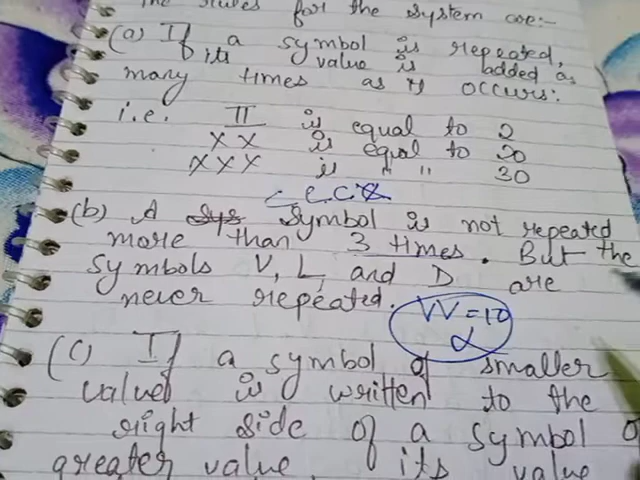 The rules for the system are:-
(a) If a symbol is repeated,
its value is added as
many times as it occurs:
i.e. II is equal to 2
XX is equal to 20
XXX is " " 30
(b) A symbol is not repeated
more than 3 times. But the
symbols V, L, and D are
never repeated.
VV=10
(c) If a symbol of smaller
value is written to the
right side of a symbol of
greater value, its value